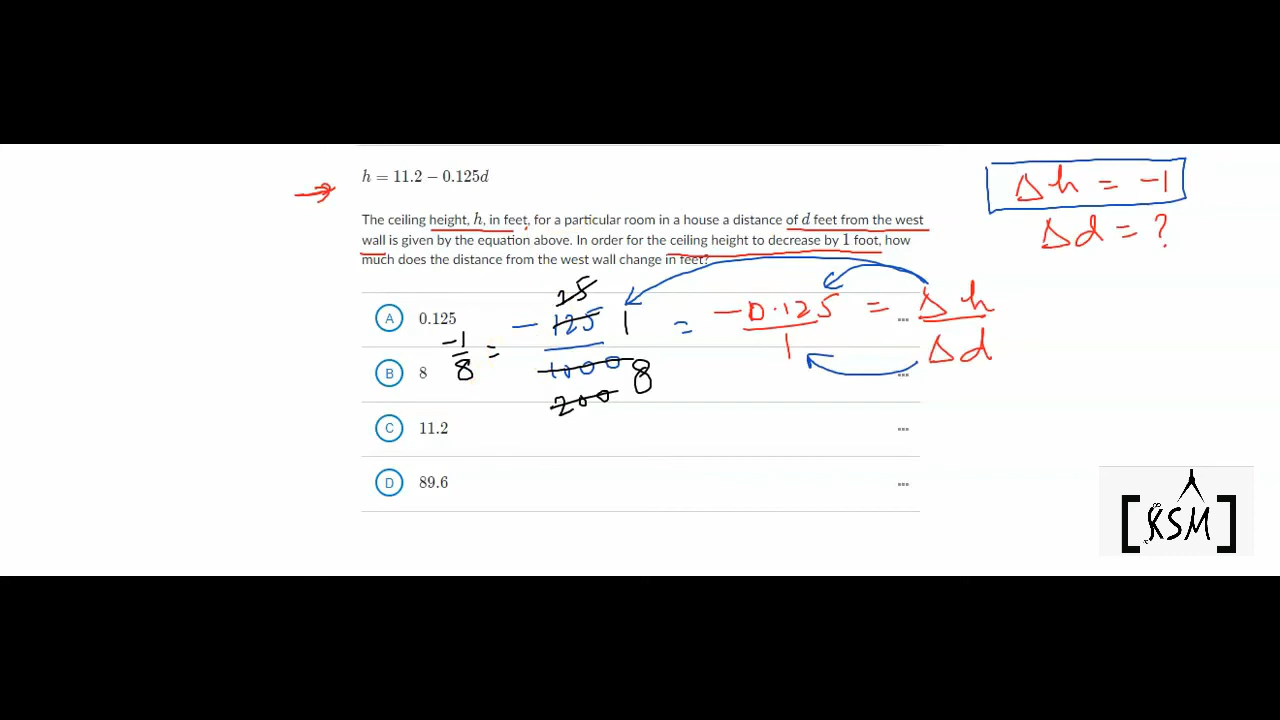 h = 11.2 − 0.125d
Δh = -1
The ceiling height, h, in feet, for a particular room in a house a distance of d feet from the west
Δd = ?
wall is given by the equation above. In order for the ceiling height to decrease by 1 foot, how
much does the distance from the west wall change in feet?
25
A 0.125
- 125 1 = -0.125 = Δh
-1/8 = 1000 8 1 Δd
B 8
200
C 11.2
D 89.6
[KSM]